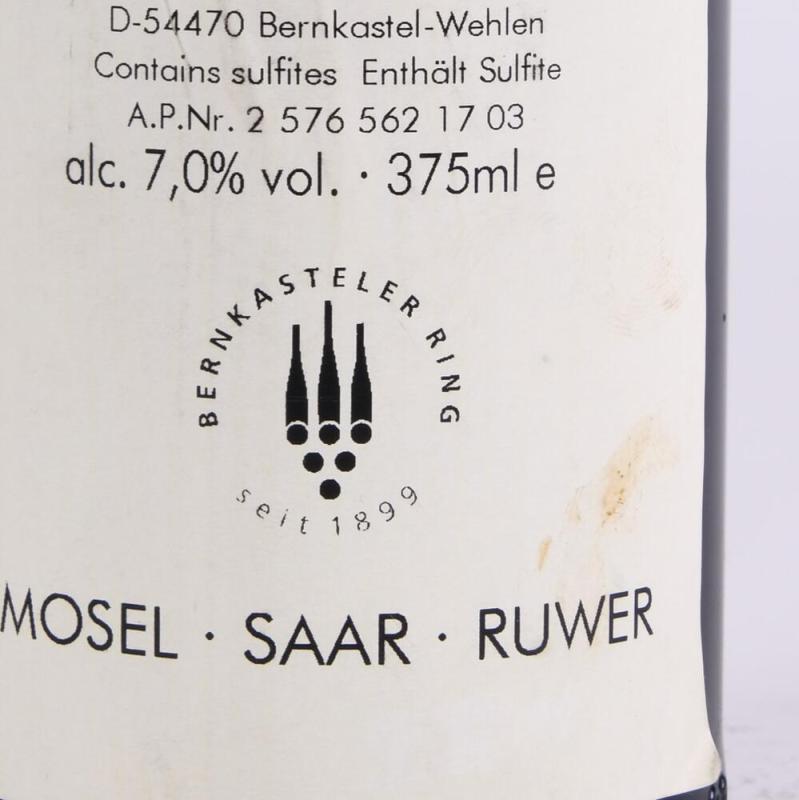 D-54470 Bernkastel-Wehlen
Contains sulfites Enthält Sulfite
A.P.Nr. 2 576 562 17 03
alc. 7,0% vol. · 375ml e
BERNKASTELER RING
seit 1899
MOSEL · SAAR · RUWER